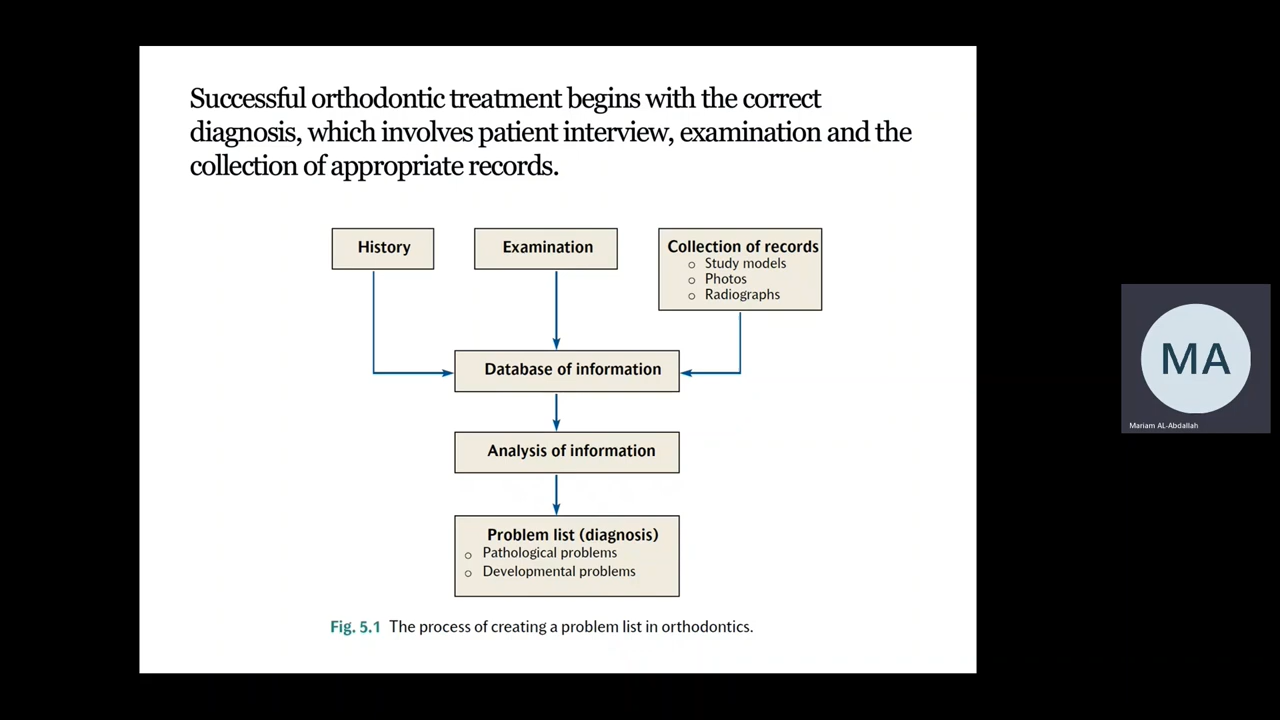 Successful orthodontic treatment begins with the correct
diagnosis, which involves patient interview, examination and the
collection of appropriate records.
History
Examination
Collection of records
○ Study models
○ Photos
○ Radiographs
Database of information
Analysis of information
Problem list (diagnosis)
○ Pathological problems
○ Developmental problems
Fig. 5.1 The process of creating a problem list in orthodontics.
MA
Mariam AL-Abdallah